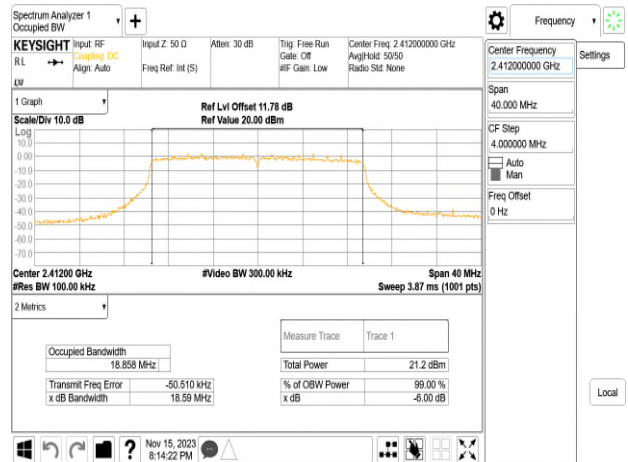 Spectrum Analyzer 1
Occupied BW
KEYSIGHT
Input: RF
Coupling: DC
Align: Auto
Input Z: 50 Ω
Freq Ref: Int (S)
Atten: 30 dB
Trig: Free Run
Gate: Off
#IF Gain: Low
Center Freq: 2.412000000 GHz
Avg|Hold: 50/50
Radio Std: None
RL
1 Graph
Scale/Div 10.0 dB
Ref Lvl Offset 11.78 dB
Ref Value 20.00 dBm
Log
10.0
0.00
-10.0
-20.0
-30.0
-40.0
-50.0
-60.0
-70.0
Center 2.41200 GHz
#Video BW 300.00 kHz
Span 40 MHz
#Res BW 100.00 kHz
Sweep 3.87 ms (1001 pts)
2 Metrics
Measure Trace
Trace 1
Occupied Bandwidth
18.858 MHz
Total Power
21.2 dBm
Transmit Freq Error
-50.510 kHz
% of OBW Power
99.00 %
x dB Bandwidth
18.59 MHz
x dB
-6.00 dB
?
Nov 15, 2023
8:14:22 PM
Frequency
Center Frequency
2.412000000 GHz
Settings
Span
40.000 MHz
CF Step
4.000000 MHz
Auto
Man
Freq Offset
0 Hz
Local